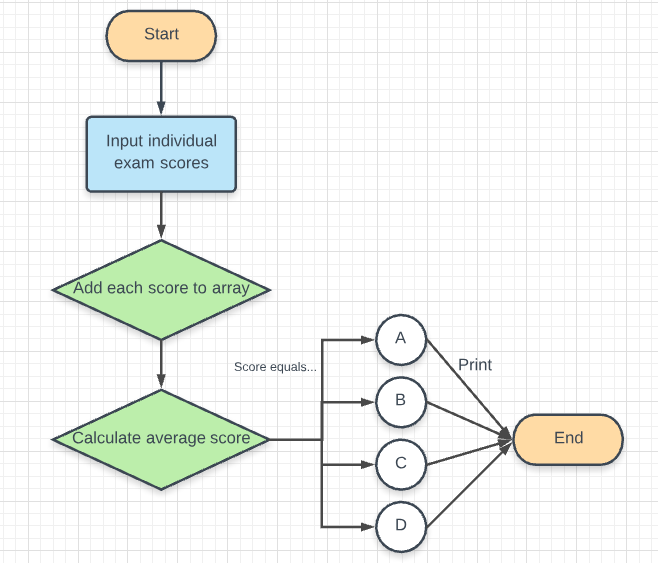 Start
Input individual
exam scores
Add each score to array
Calculate average score
Score equals...
A
B
C
D
Print
End